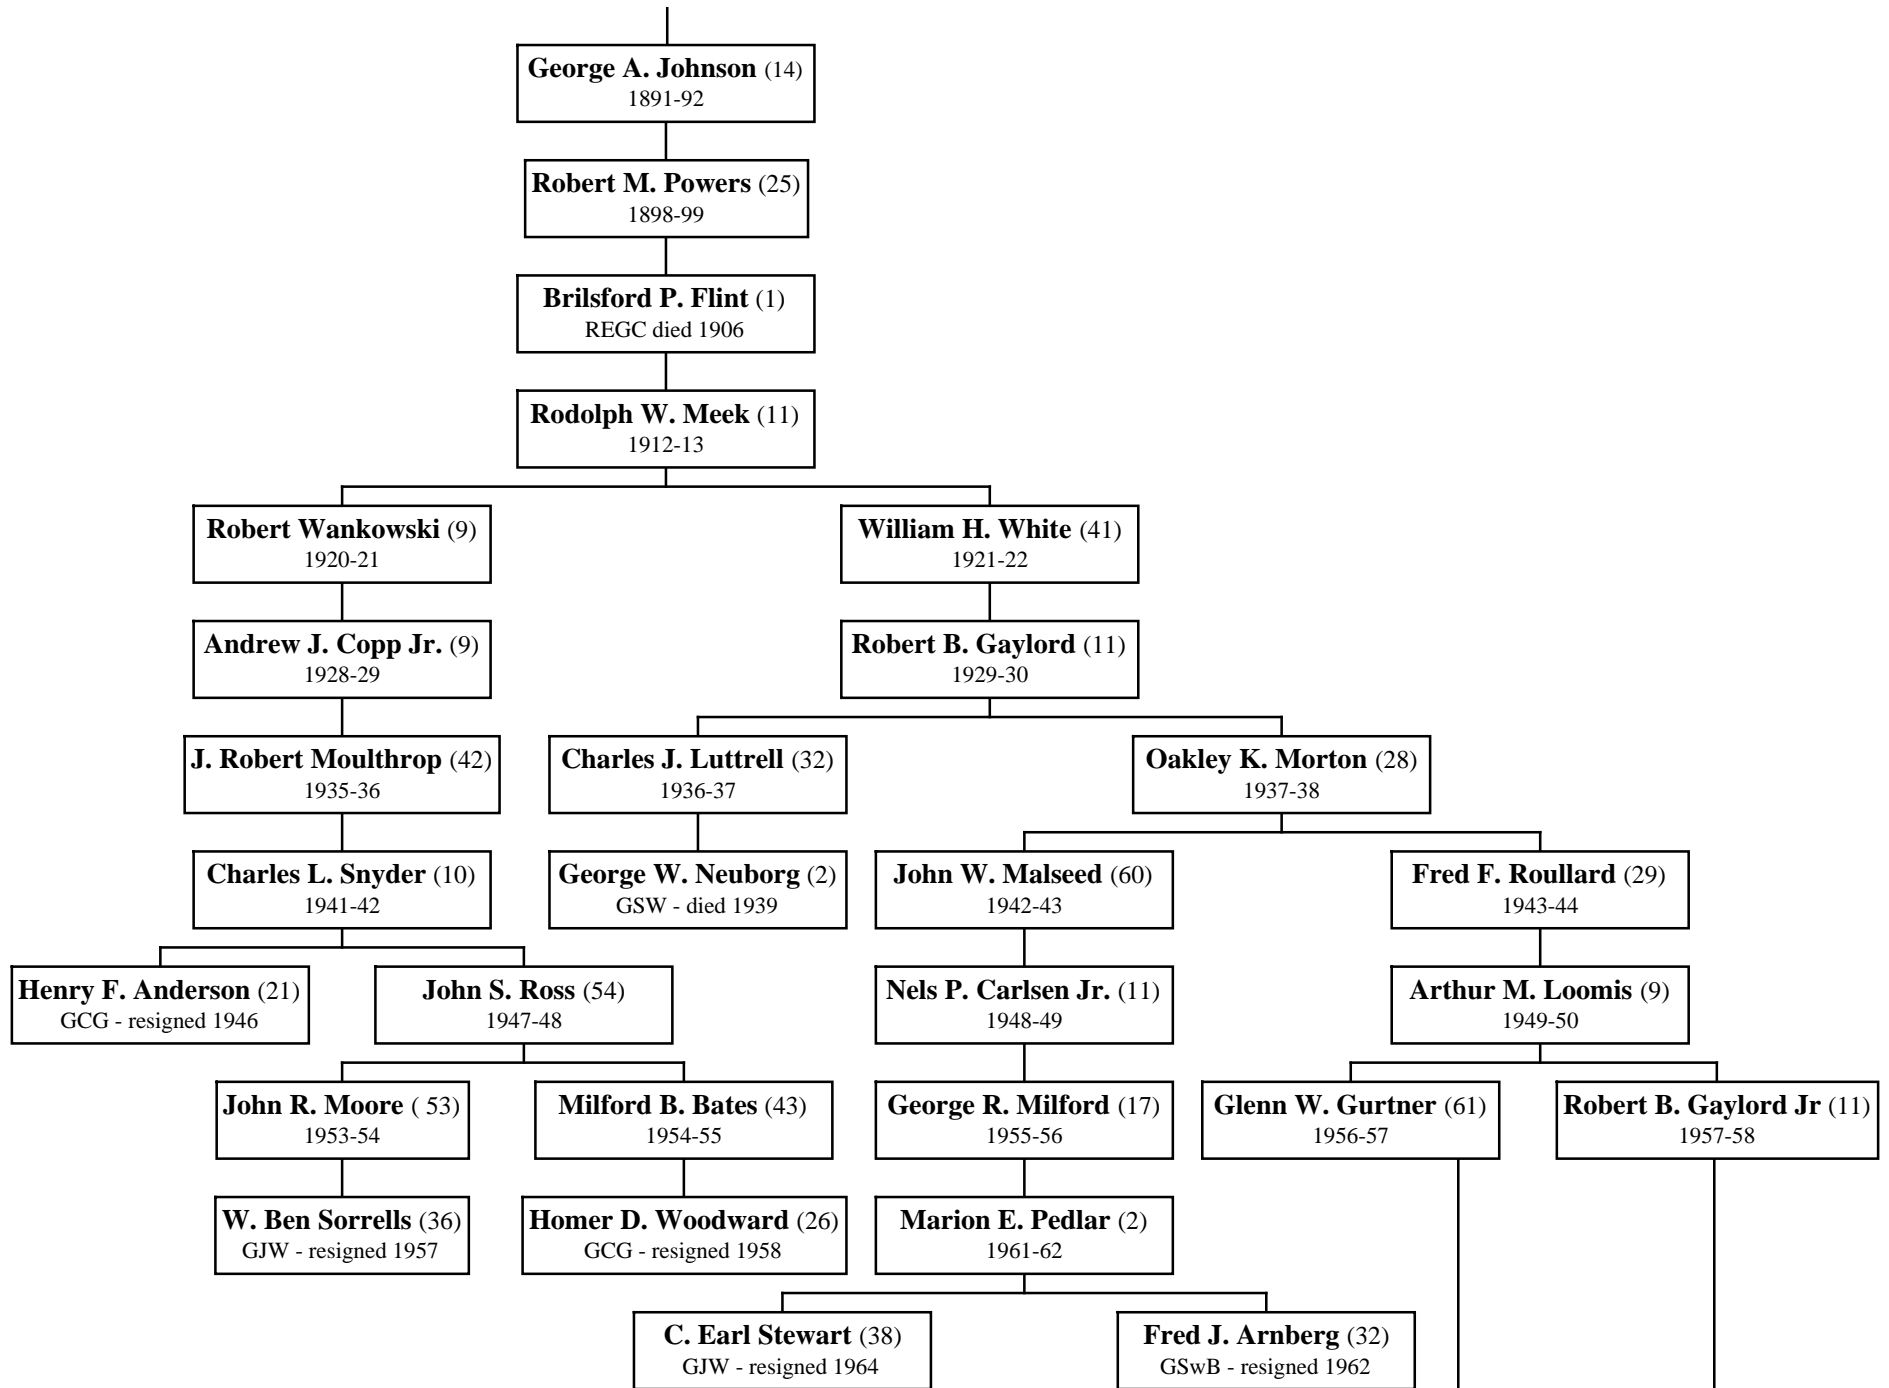 George A. Johnson (14)
1891-92
Robert M. Powers (25)
1898-99
Brilsford P. Flint (1)
REGC died 1906
Rodolph W. Meek (11)
1912-13
Robert Wankowski (9)
1920-21
William H. White (41)
1921-22
Andrew J. Copp Jr. (9)
1928-29
Robert B. Gaylord (11)
1929-30
J. Robert Moulthrop (42)
1935-36
Charles J. Luttrell (32)
1936-37
Oakley K. Morton (28)
1937-38
Charles L. Snyder (10)
1941-42
George W. Neuborg (2)
GSW - died 1939
John W. Malseed (60)
1942-43
Fred F. Roullard (29)
1943-44
Henry F. Anderson (21)
GCG - resigned 1946
John S. Ross (54)
1947-48
Nels P. Carlsen Jr. (11)
1948-49
Arthur M. Loomis (9)
1949-50
John R. Moore ( 53)
1953-54
Milford B. Bates (43)
1954-55
George R. Milford (17)
1955-56
Glenn W. Gurtner (61)
1956-57
Robert B. Gaylord Jr (11)
1957-58
W. Ben Sorrells (36)
GJW - resigned 1957
Homer D. Woodward (26)
GCG - resigned 1958
Marion E. Pedlar (2)
1961-62
C. Earl Stewart (38)
GJW - resigned 1964
Fred J. Arnberg (32)
GSwB - resigned 1962